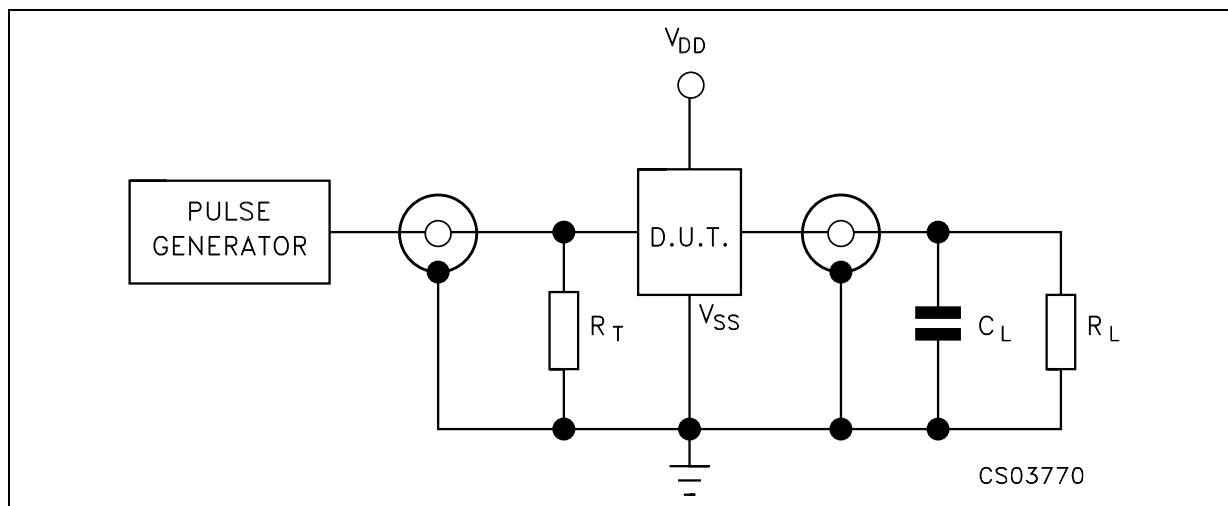 VDD
PULSE
GENERATOR
D.U.T.
VSS
RT
CL
RL
CS03770